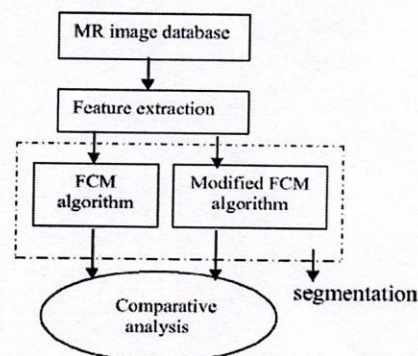 MR image database
Feature extraction
FCM
algorithm
Modified FCM
algorithm
segmentation
Comparative
analysis